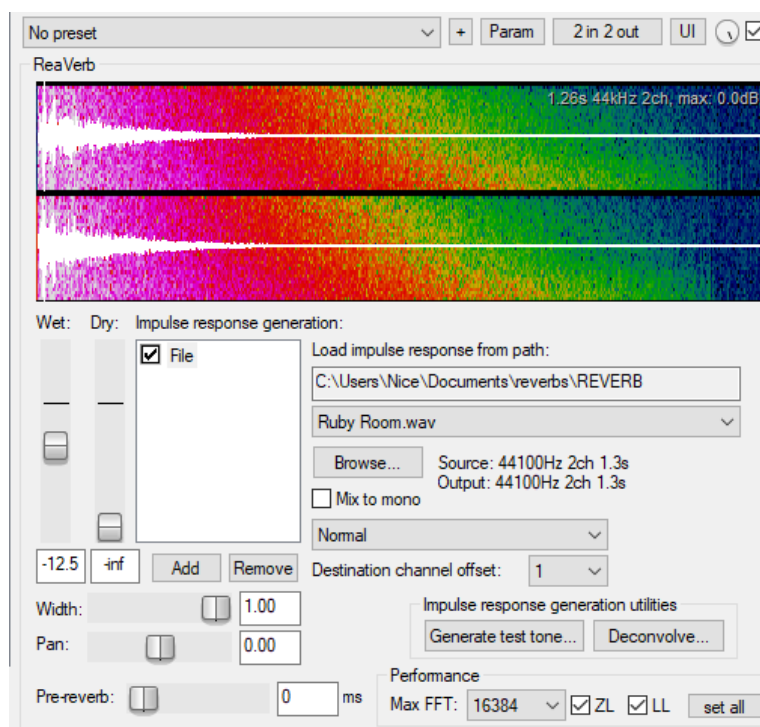 No preset + Param 2 in 2 out UI
ReaVerb
1.26s 44kHz 2ch, max: 0.0dB
Wet: Dry: Impulse response generation:
File
Load impulse response from path:
C:\Users\Nice\Documents\reverbs\REVERB
Ruby Room.wav
Browse... Source: 44100Hz 2ch 1.3s
Output: 44100Hz 2ch 1.3s
Mix to mono
Normal
-12.5 -inf Add Remove Destination channel offset: 1
Width: 1.00 Impulse response generation utilities
Pan: 0.00 Generate test tone... Deconvolve...
Performance
Pre-reverb: 0 ms Max FFT: 16384 ZL LL set all